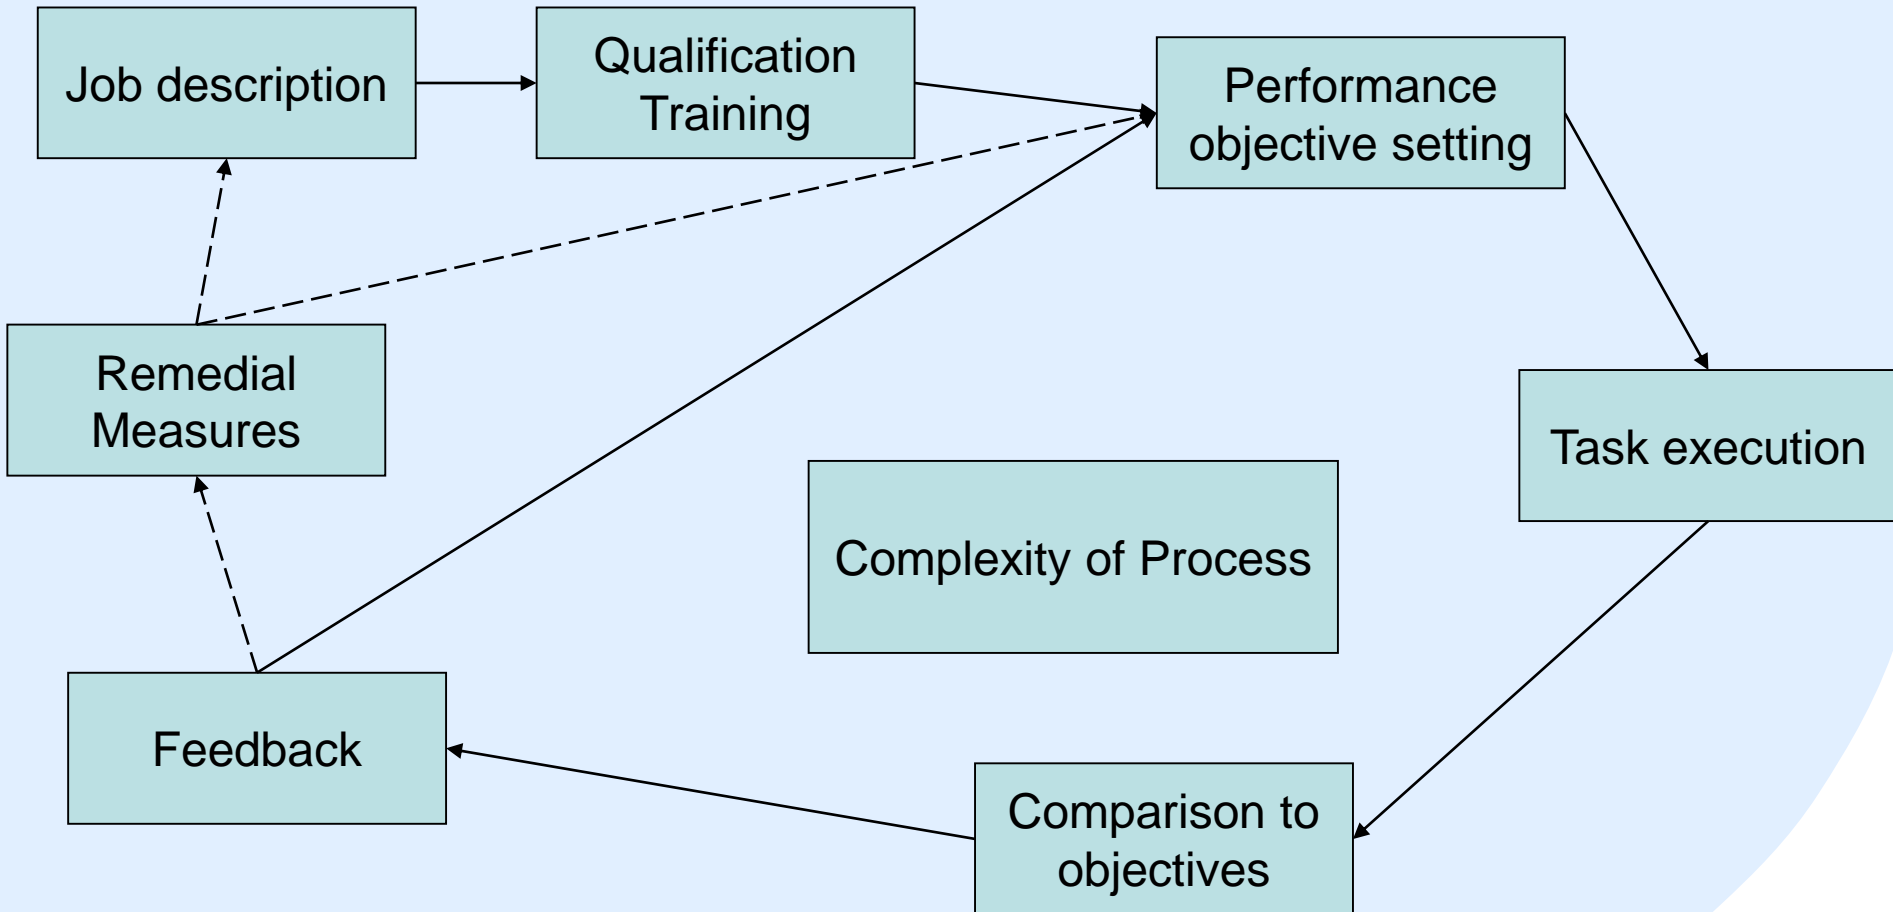 Job description
Qualification
Training
Performance
objective setting
Remedial
Measures
Task execution
Complexity of Process
Feedback
Comparison to
objectives